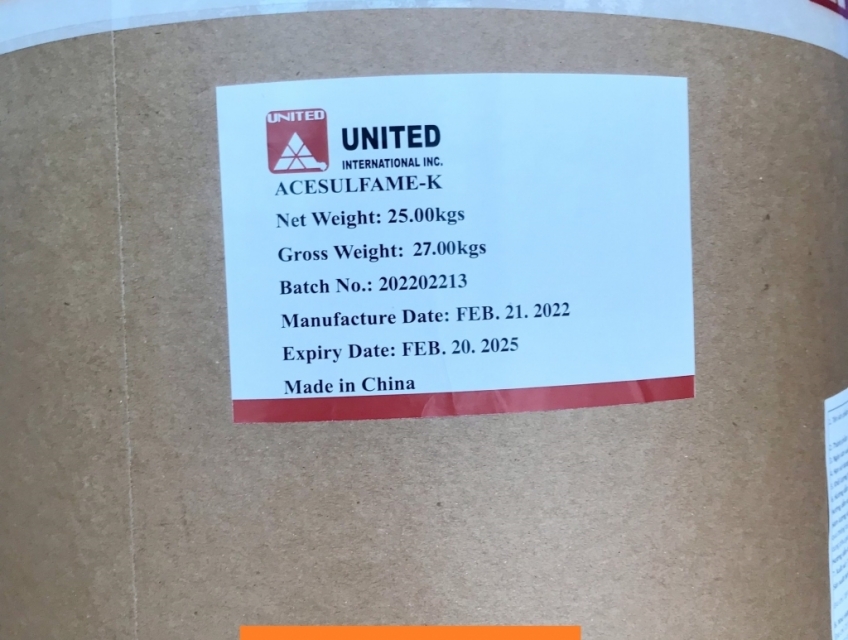 UNITED
UNITED
INTERNATIONAL INC.
ACESULFAME-K
Net Weight: 25.00kgs
Gross Weight: 27.00kgs
Batch No.: 202202213
Manufacture Date: FEB. 21. 2022
Expiry Date: FEB. 20. 2025
Made in China